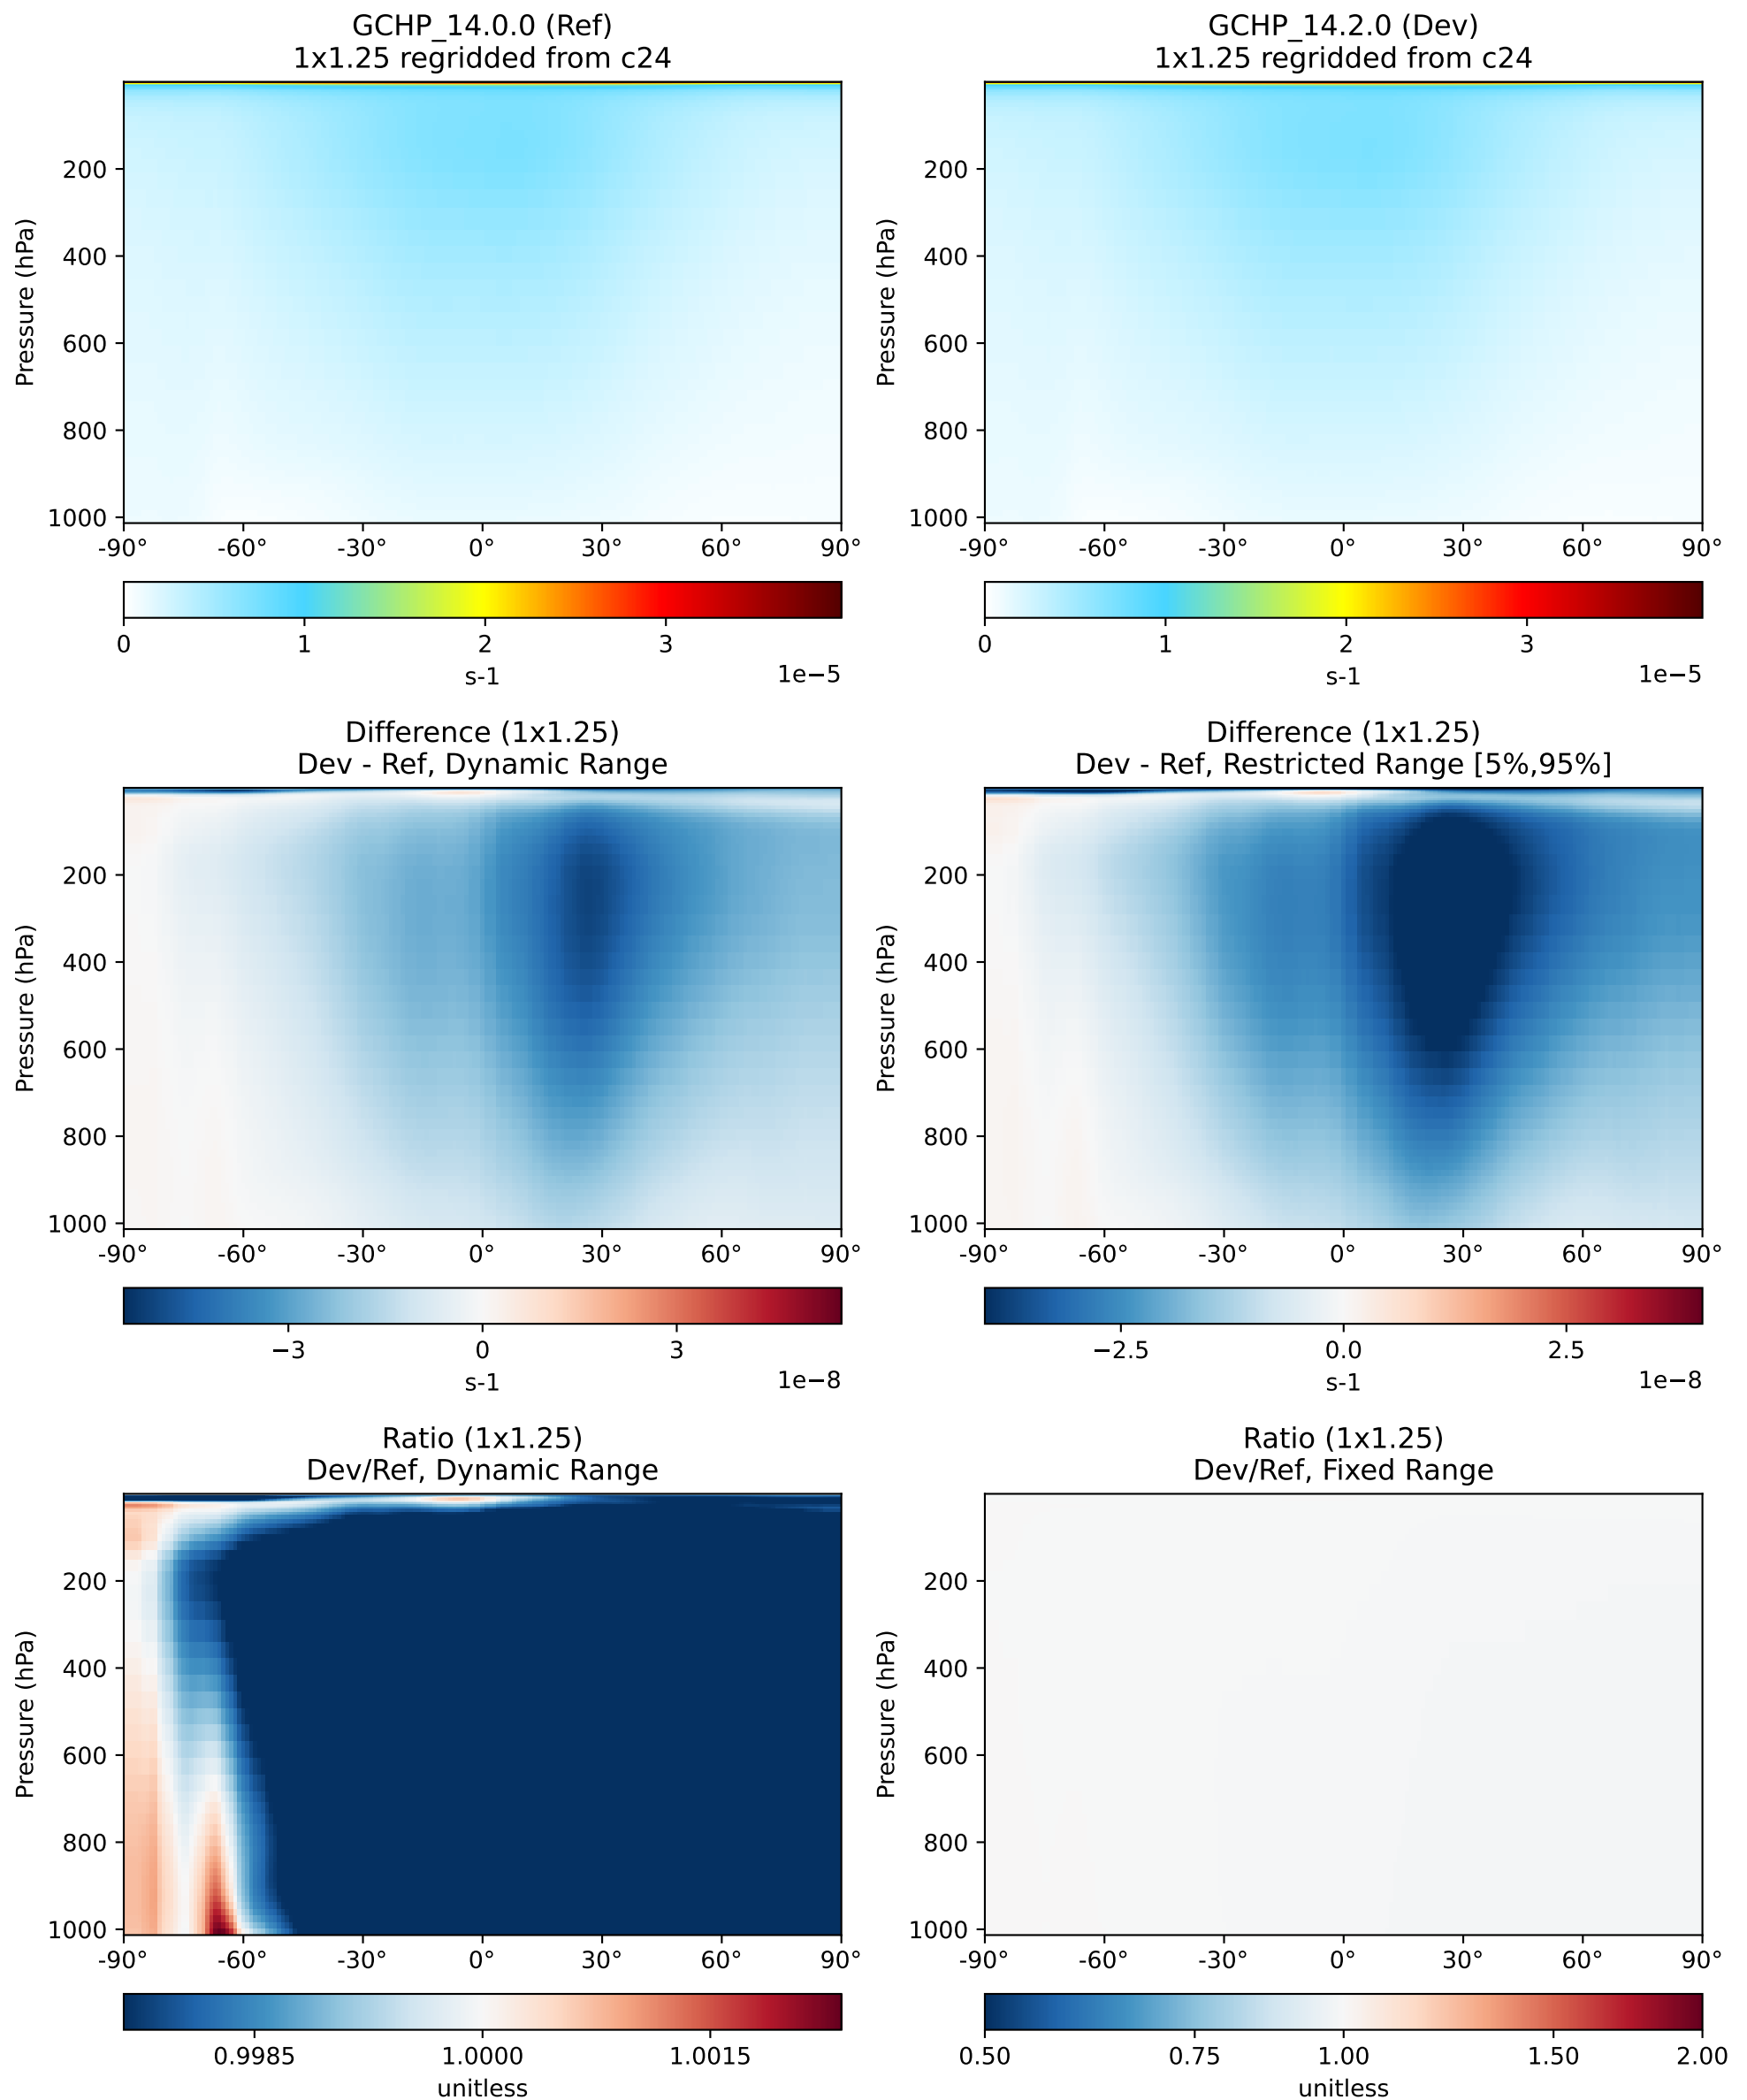 GCHP_14.0.0 (Ref)
1x1.25 regridded from c24
Pressure (hPa)
200
400
600
800
1000
-90° -60° -30° 0° 30° 60° 90°
0 1 2 3
s-1
1e−5
GCHP_14.2.0 (Dev)
1x1.25 regridded from c24
Pressure (hPa)
200
400
600
800
1000
-90° -60° -30° 0° 30° 60° 90°
0 1 2 3
s-1
1e−5
Difference (1x1.25)
Dev - Ref, Dynamic Range
Pressure (hPa)
200
400
600
800
1000
-90° -60° -30° 0° 30° 60° 90°
−3 0 3
s-1
1e−8
Difference (1x1.25)
Dev - Ref, Restricted Range [5%,95%]
Pressure (hPa)
200
400
600
800
1000
-90° -60° -30° 0° 30° 60° 90°
−2.5 0.0 2.5
s-1
1e−8
Ratio (1x1.25)
Dev/Ref, Dynamic Range
Pressure (hPa)
200
400
600
800
1000
-90° -60° -30° 0° 30° 60° 90°
0.9985 1.0000 1.0015
unitless
Ratio (1x1.25)
Dev/Ref, Fixed Range
Pressure (hPa)
200
400
600
800
1000
-90° -60° -30° 0° 30° 60° 90°
0.50 0.75 1.00 1.50 2.00
unitless